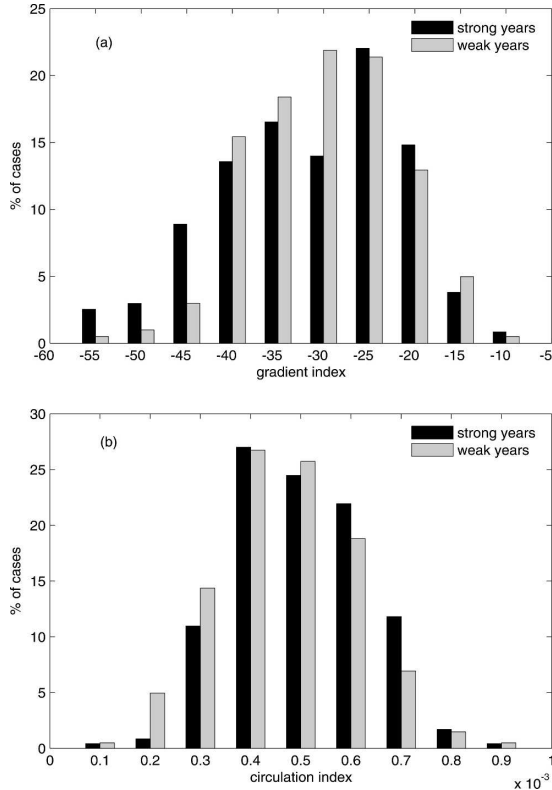 25
20
15
10
5
0
% of cases
(a)
strong years
weak years
-60 -55 -50 -45 -40 -35 -30 -25 -20 -15 -10 -5
gradient index
30
25
20
15
10
5
0
% of cases
(b)
strong years
weak years
0 0.1 0.2 0.3 0.4 0.5 0.6 0.7 0.8 0.9 1
circulation index
x 10⁻³